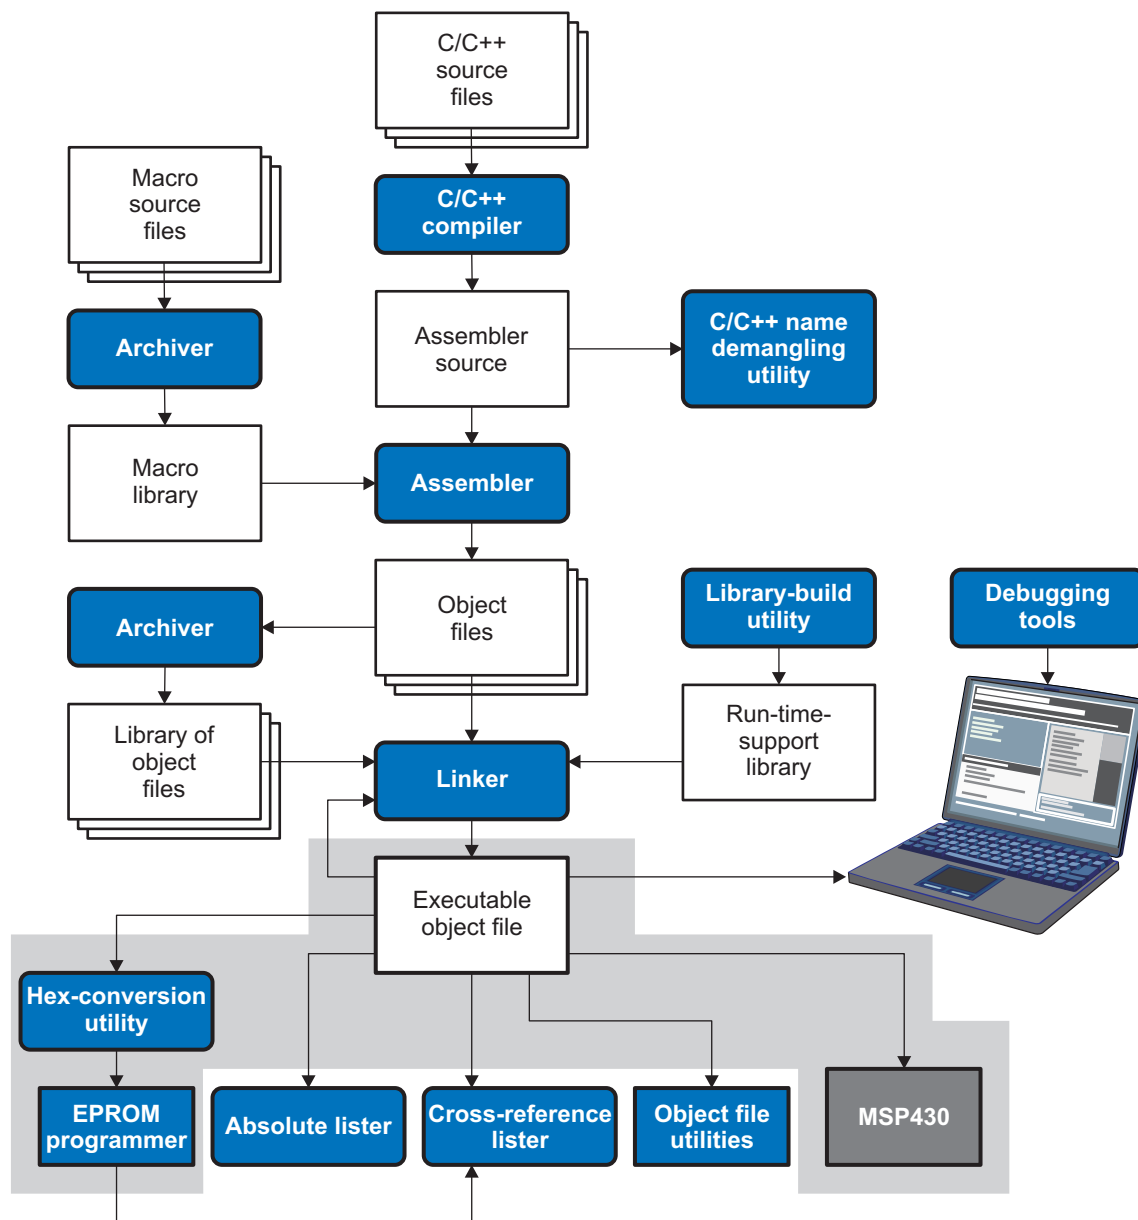 C/C++
source
files
Macro
source
files
C/C++
compiler
Archiver
Assembler
source
C/C++ name
demangling
utility
Macro
library
Assembler
Archiver
Object
files
Library-build
utility
Debugging
tools
Library of
object
files
Linker
Run-time-
support
library
Executable
object file
Hex-conversion
utility
EPROM
programmer
Absolute lister
Cross-reference
lister
Object file
utilities
MSP430